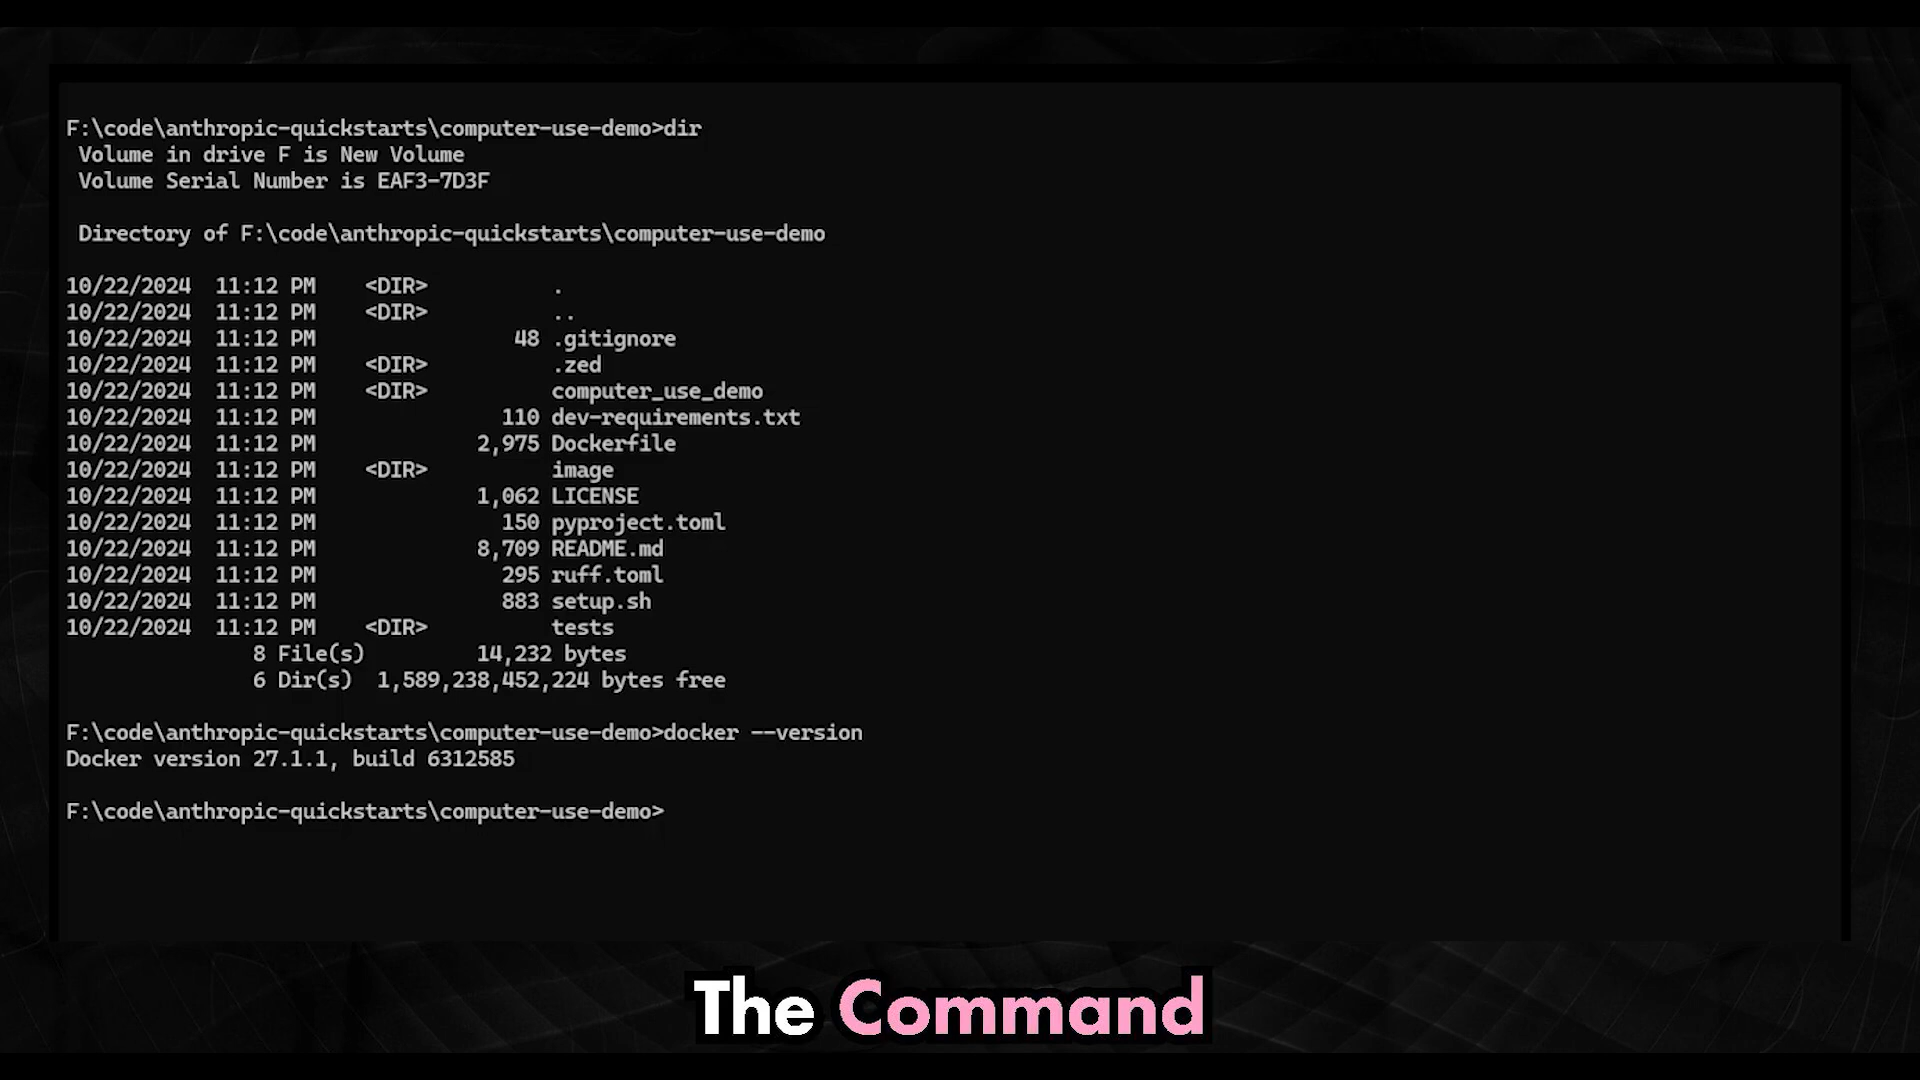 F:\code\anthropic-quickstarts\computer-use-demo>dir
Volume in drive F is New Volume
Volume Serial Number is EAF3-7D3F
Directory of F:\code\anthropic-quickstarts\computer-use-demo
10/22/2024  11:12 PM    <DIR>          .
10/22/2024  11:12 PM    <DIR>          ..
10/22/2024  11:12 PM                48 .gitignore
10/22/2024  11:12 PM    <DIR>          .zed
10/22/2024  11:12 PM    <DIR>          computer_use_demo
10/22/2024  11:12 PM               110 dev-requirements.txt
10/22/2024  11:12 PM             2,975 Dockerfile
10/22/2024  11:12 PM    <DIR>          image
10/22/2024  11:12 PM             1,062 LICENSE
10/22/2024  11:12 PM               150 pyproject.toml
10/22/2024  11:12 PM             8,709 README.md
10/22/2024  11:12 PM               295 ruff.toml
10/22/2024  11:12 PM               883 setup.sh
10/22/2024  11:12 PM    <DIR>          tests
8 File(s)         14,232 bytes
6 Dir(s)  1,589,238,452,224 bytes free
F:\code\anthropic-quickstarts\computer-use-demo>docker --version
Docker version 27.1.1, build 6312585
F:\code\anthropic-quickstarts\computer-use-demo>
The Command